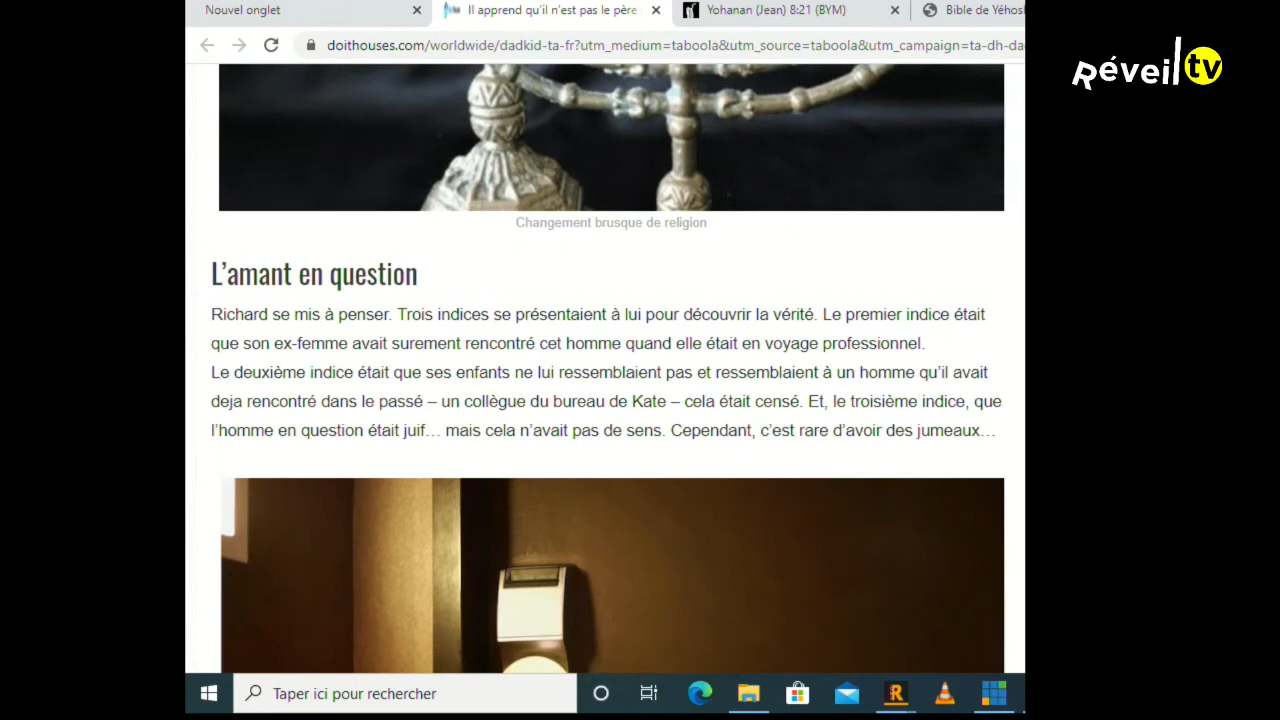 Nouvel onglet
Il apprend qu'il n'est pas le père
Yohanan (Jean) 8:21 (BYM)
Bible de Yéhosh
doithouses.com/worldwide/dadkid-ta-fr?utm_medium=taboola&utm_source=taboola&utm_campaign=ta-dh-da
Réveil tv
Changement brusque de religion
L'amant en question
Richard se mis à penser. Trois indices se présentaient à lui pour découvrir la vérité. Le premier indice était
que son ex-femme avait surement rencontré cet homme quand elle était en voyage professionnel.
Le deuxième indice était que ses enfants ne lui ressemblaient pas et ressemblaient à un homme qu'il avait
deja rencontré dans le passé – un collègue du bureau de Kate – cela était censé. Et, le troisième indice, que
l'homme en question était juif… mais cela n'avait pas de sens. Cependant, c'est rare d'avoir des jumeaux…
Taper ici pour rechercher
R